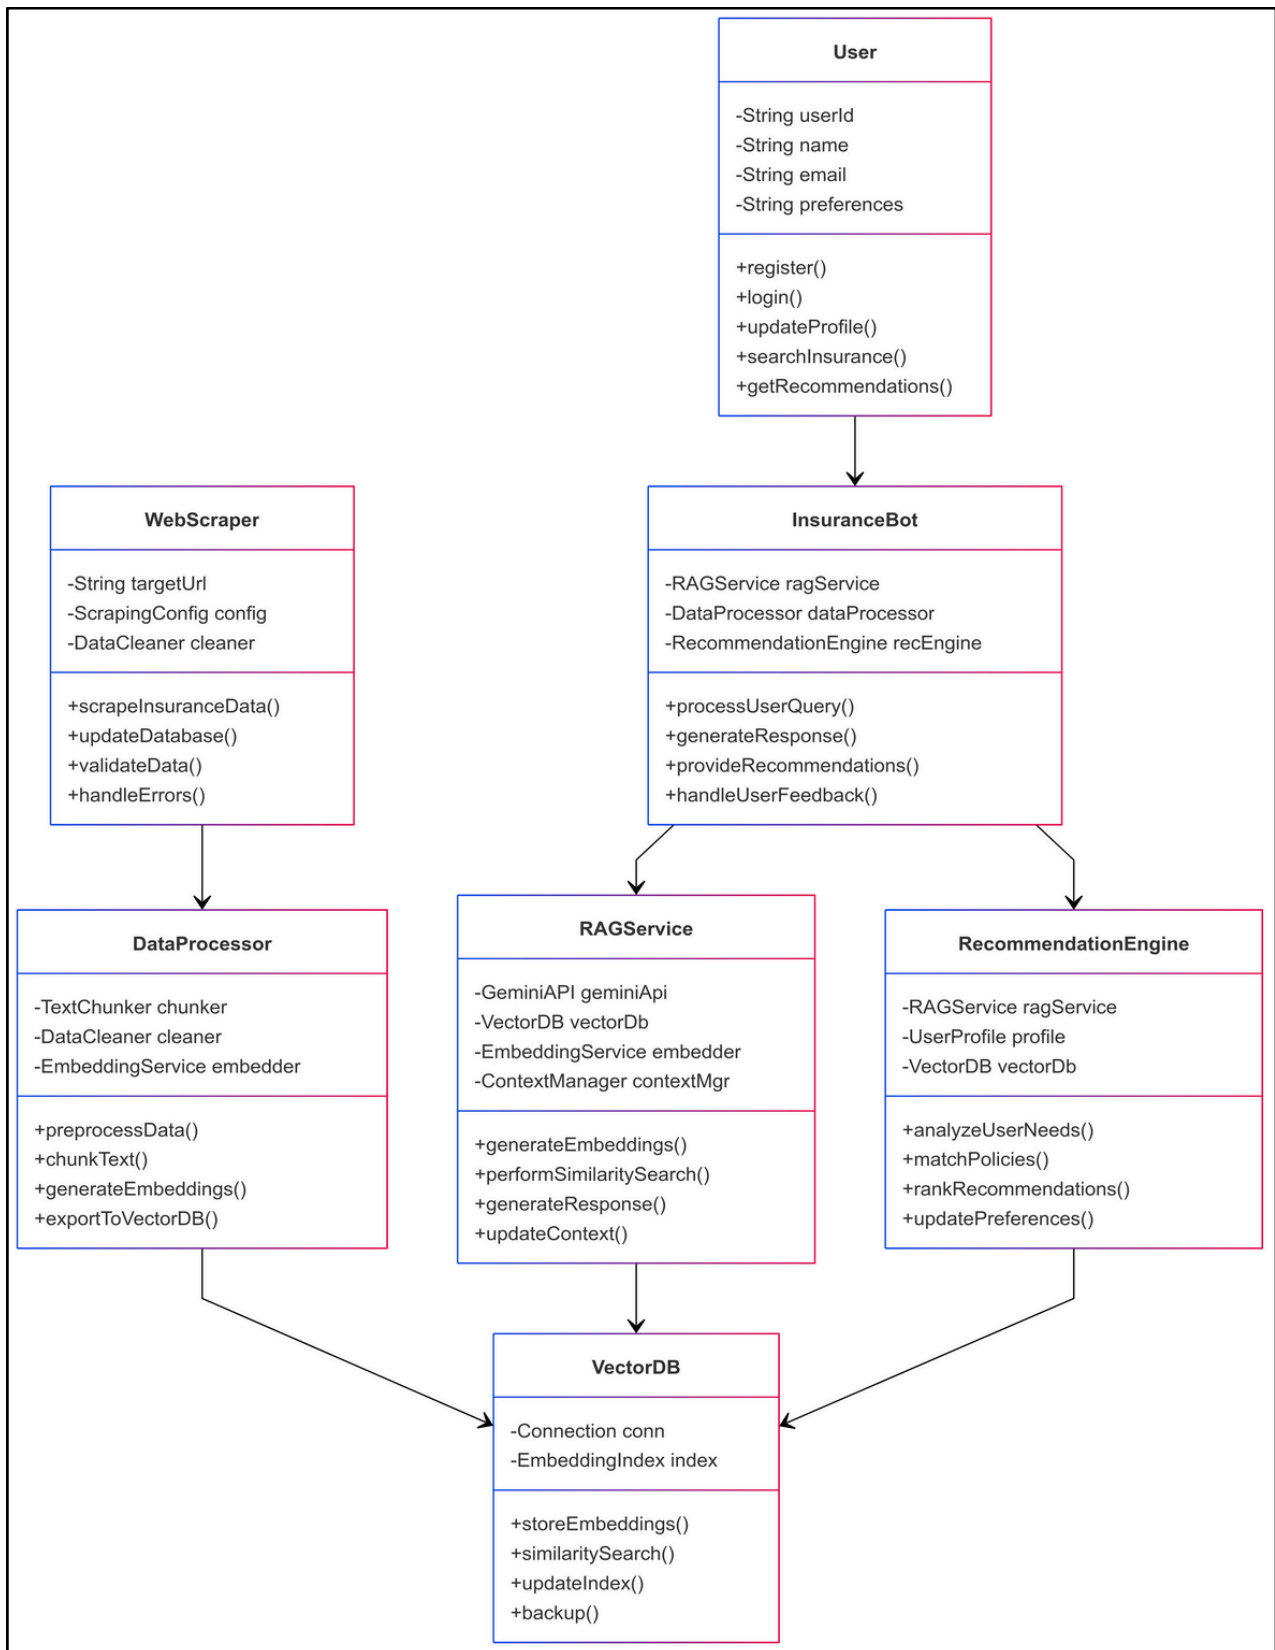 User
-String userId
-String name
-String email
-String preferences
+register()
+login()
+updateProfile()
+searchInsurance()
+getRecommendations()
WebScraper
-String targetUrl
-ScrapingConfig config
-DataCleaner cleaner
+scrapeInsuranceData()
+updateDatabase()
+validateData()
+handleErrors()
InsuranceBot
-RAGService ragService
-DataProcessor dataProcessor
-RecommendationEngine recEngine
+processUserQuery()
+generateResponse()
+provideRecommendations()
+handleUserFeedback()
DataProcessor
-TextChunker chunker
-DataCleaner cleaner
-EmbeddingService embedder
+preprocessData()
+chunkText()
+generateEmbeddings()
+exportToVectorDB()
RAGService
-GeminiAPI geminiApi
-VectorDB vectorDb
-EmbeddingService embedder
-ContextManager contextMgr
+generateEmbeddings()
+performSimilaritySearch()
+generateResponse()
+updateContext()
RecommendationEngine
-RAGService ragService
-UserProfile profile
-VectorDB vectorDb
+analyzeUserNeeds()
+matchPolicies()
+rankRecommendations()
+updatePreferences()
VectorDB
-Connection conn
-EmbeddingIndex index
+storeEmbeddings()
+similaritySearch()
+updateIndex()
+backup()